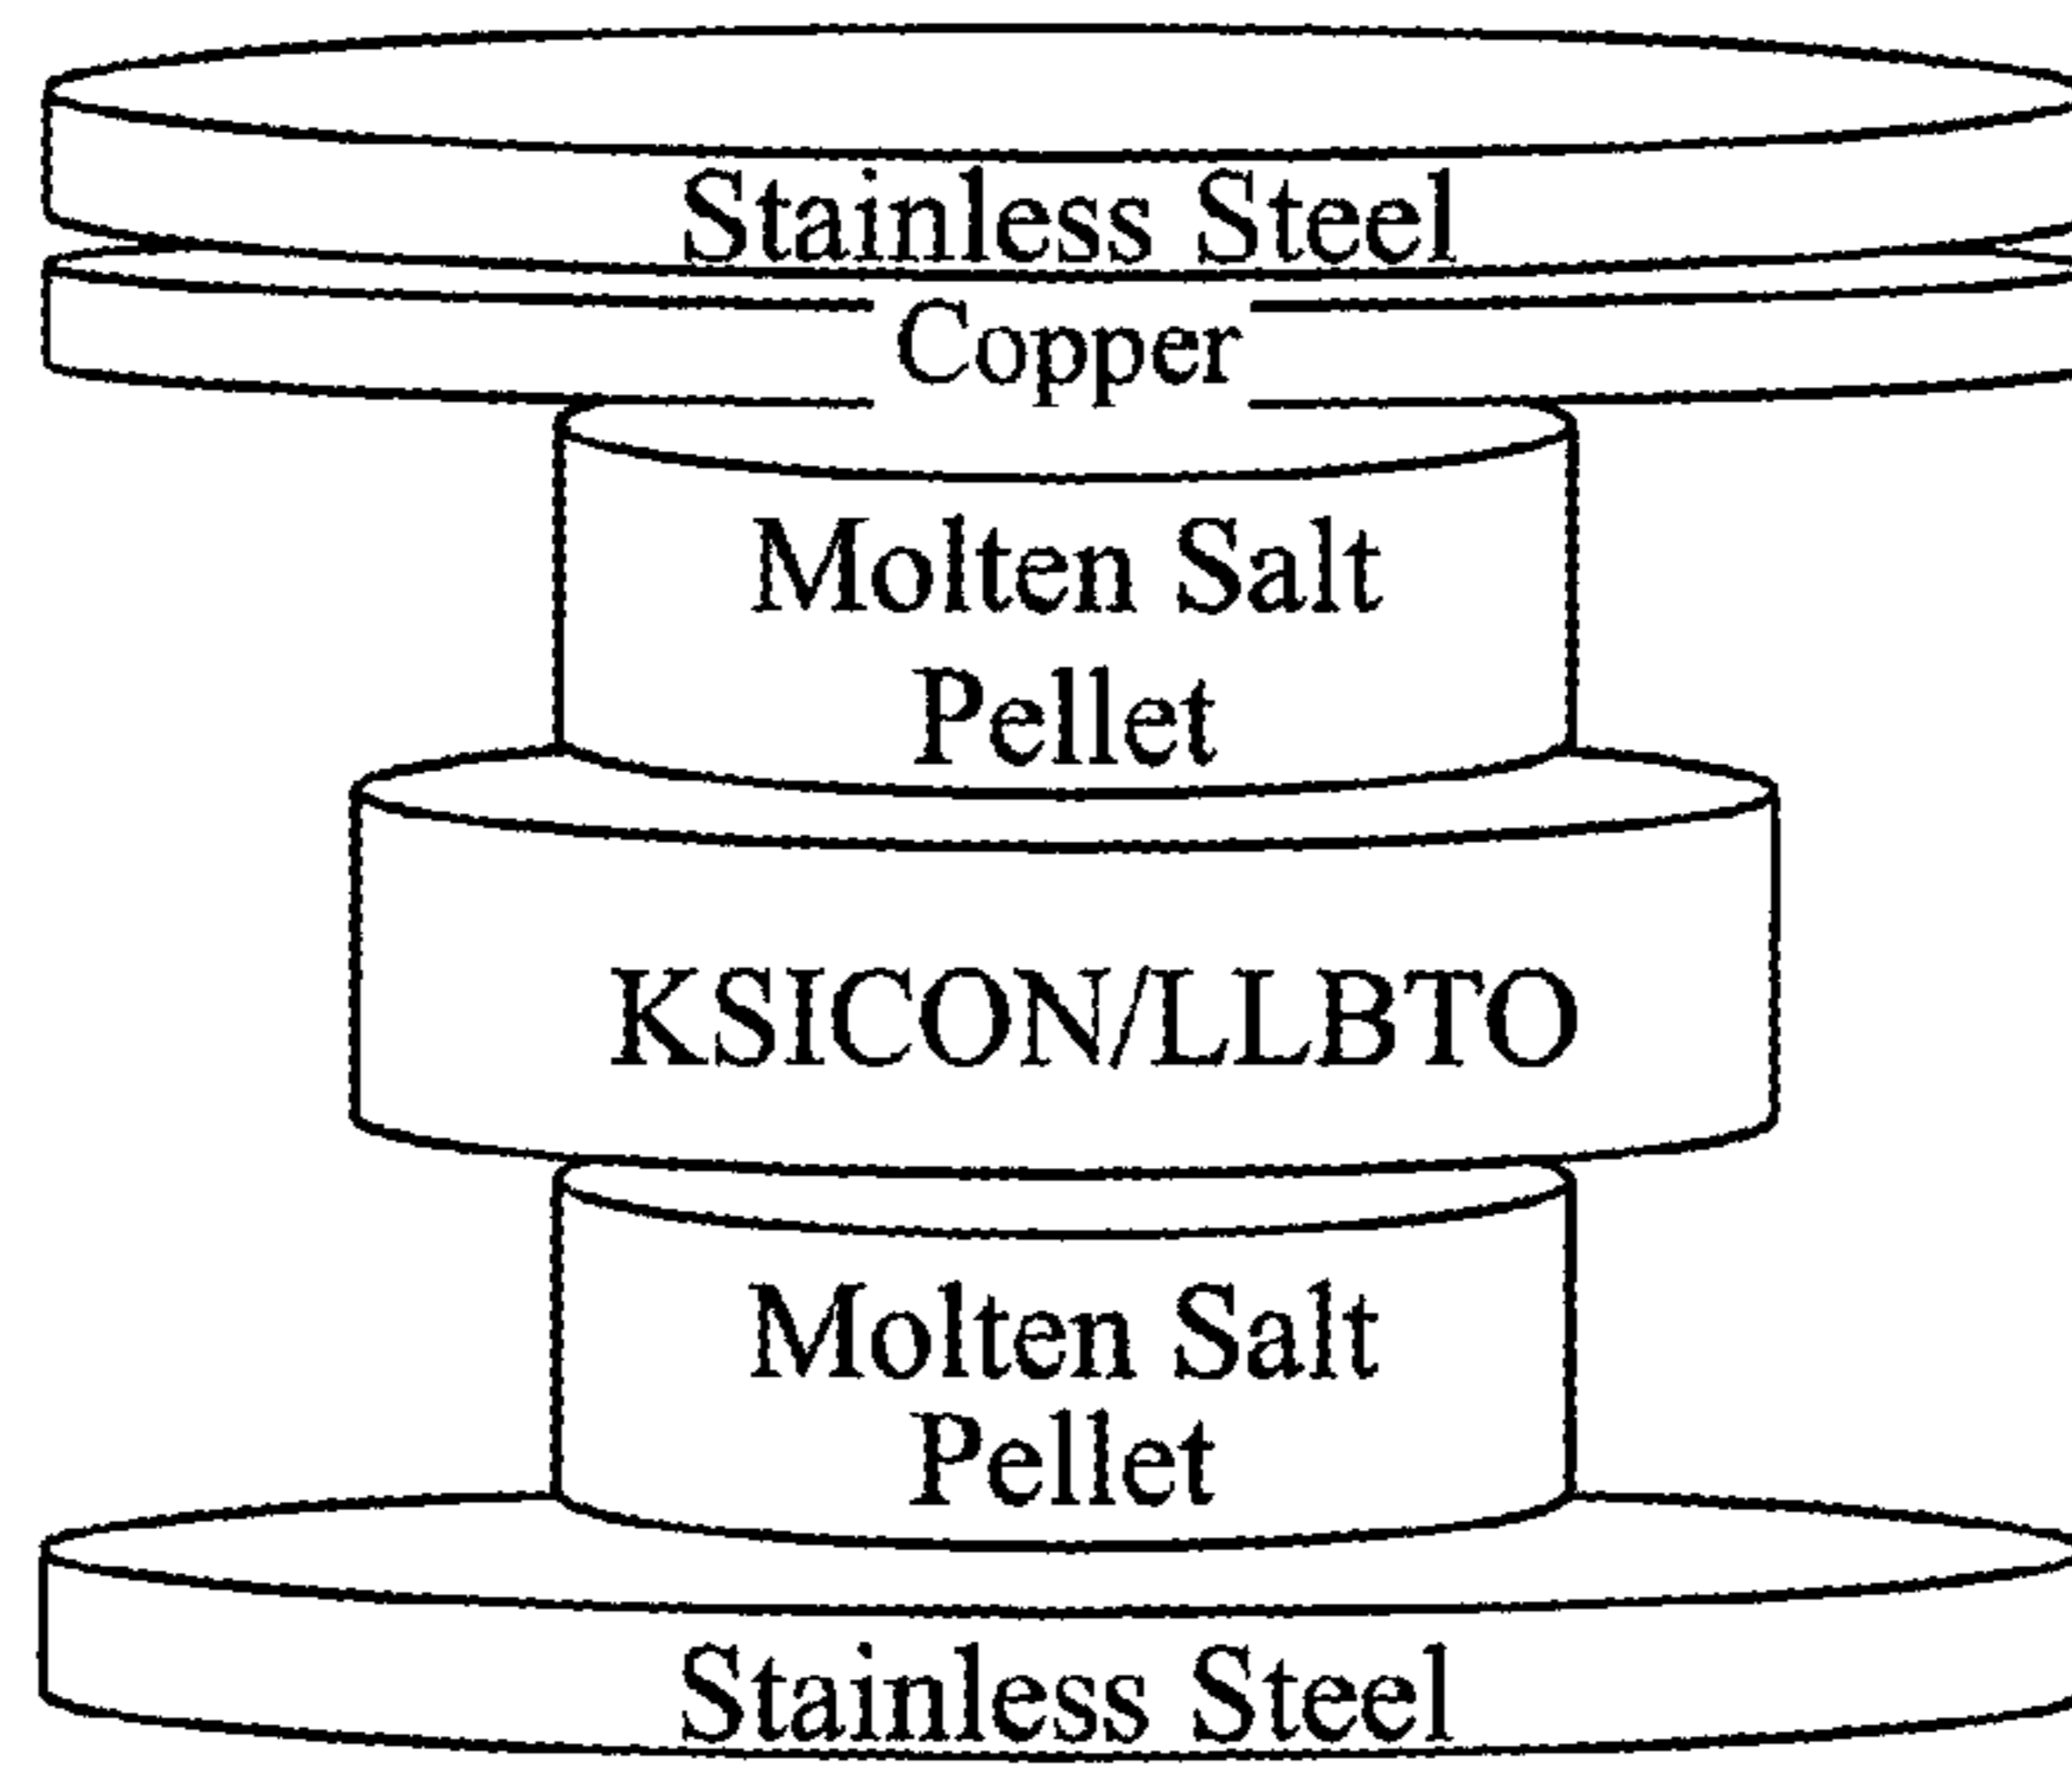 Stainless Steel
Copper
Molten Salt
Pellet
KSICON/LLBTO
Molten Salt
Pellet
Stainless Steel